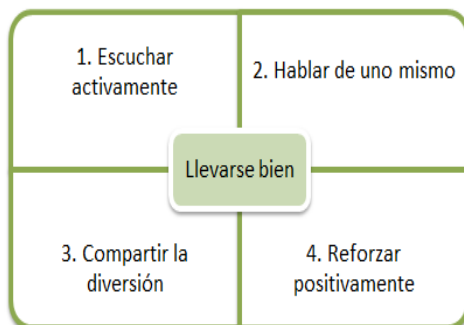 1. Escuchar
activamente
2. Hablar de uno mismo
Llevarse bien
3. Compartir la
diversión
4. Reforzar
positivamente